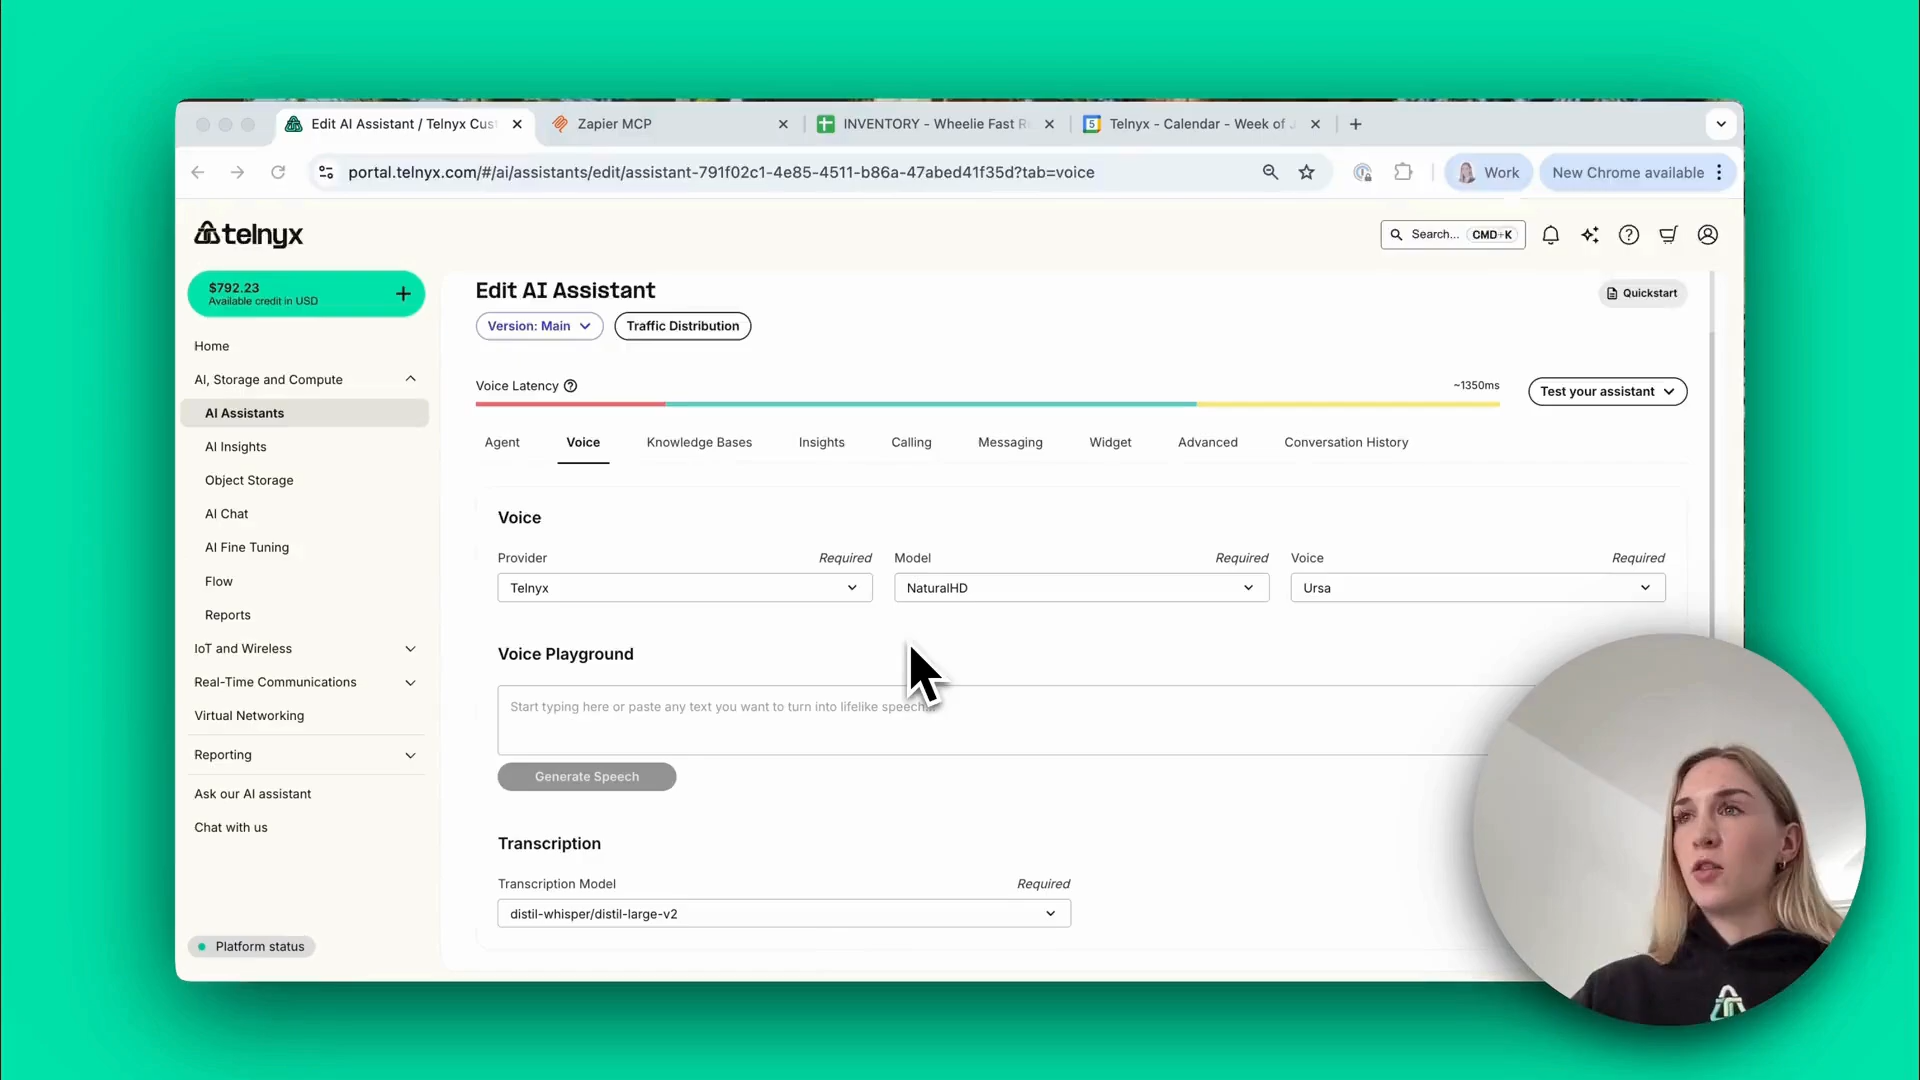 Edit AI Assistant / Telnyx Cus
Zapier MCP
INVENTORY - Wheelie Fast R
Telnyx - Calendar - Week of J
portal.telnyx.com/#/ai/assistants/edit/assistant-791f02c1-4e85-4511-b86a-47abed41f35d?tab=voice
Work
New Chrome available
telnyx
Search...
CMD+K
$792.23
Available credit in USD
Home
AI, Storage and Compute
AI Assistants
AI Insights
Object Storage
AI Chat
AI Fine Tuning
Flow
Reports
IoT and Wireless
Real-Time Communications
Virtual Networking
Reporting
Ask our AI assistant
Chat with us
Platform status
Edit AI Assistant
Quickstart
Version: Main
Traffic Distribution
Voice Latency
~1350ms
Test your assistant
Agent
Voice
Knowledge Bases
Insights
Calling
Messaging
Widget
Advanced
Conversation History
Voice
Provider Required
Model Required
Voice Required
Telnyx
NaturalHD
Ursa
Voice Playground
Start typing here or paste any text you want to turn into lifelike speech...
Generate Speech
Transcription
Transcription Model Required
distil-whisper/distil-large-v2